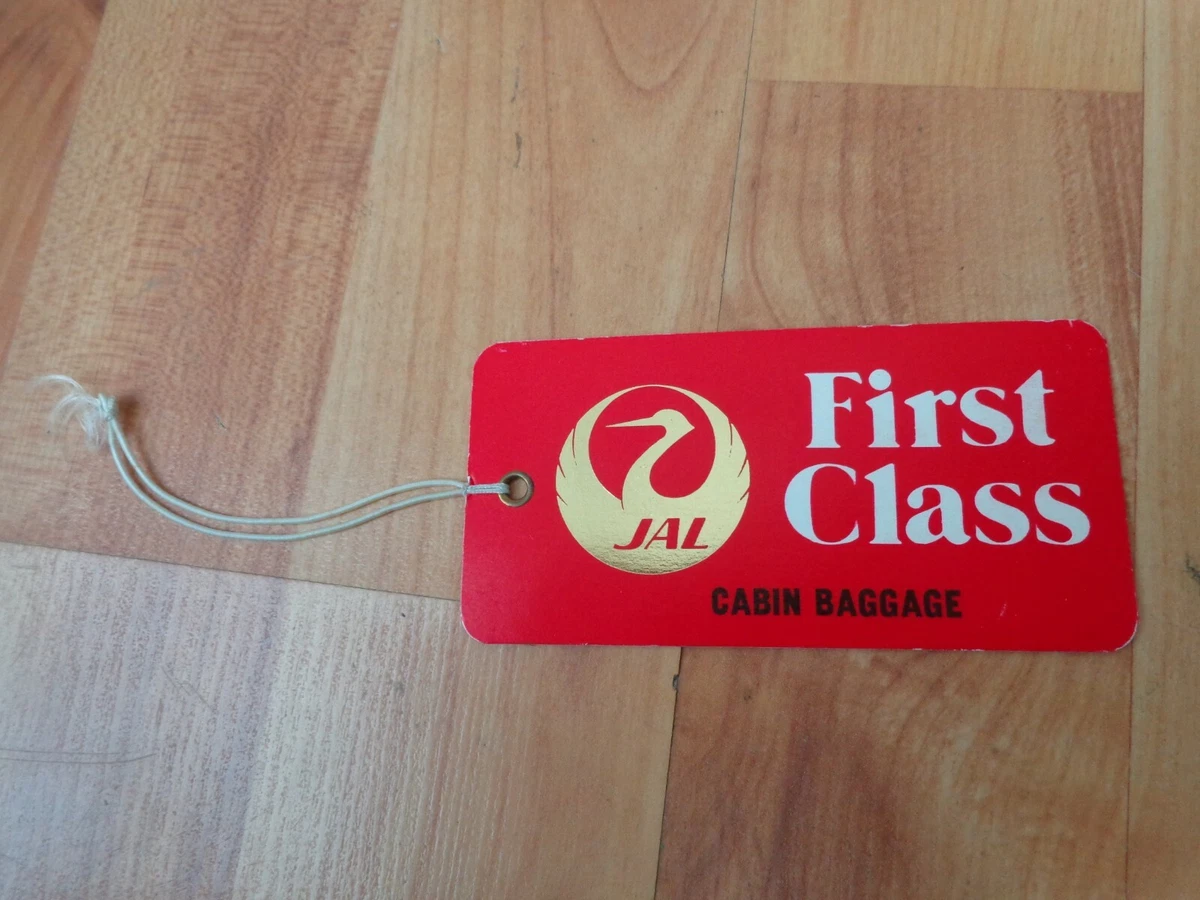 JAL
First
Class
CABIN BAGGAGE